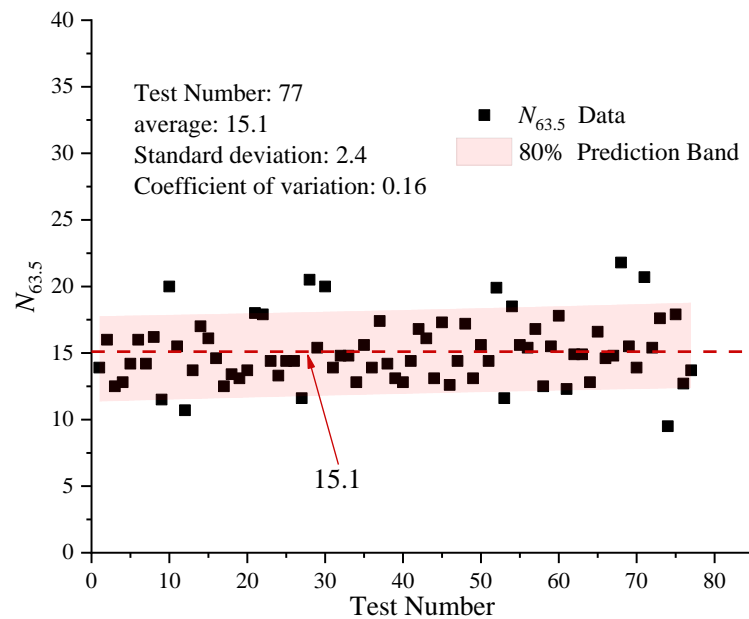 40
35
30
25
20
15
10
5
0
N63.5
Test Number: 77
average: 15.1
Standard deviation: 2.4
Coefficient of variation: 0.16
N63.5 Data
80% Prediction Band
15.1
0 10 20 30 40 50 60 70 80
Test Number